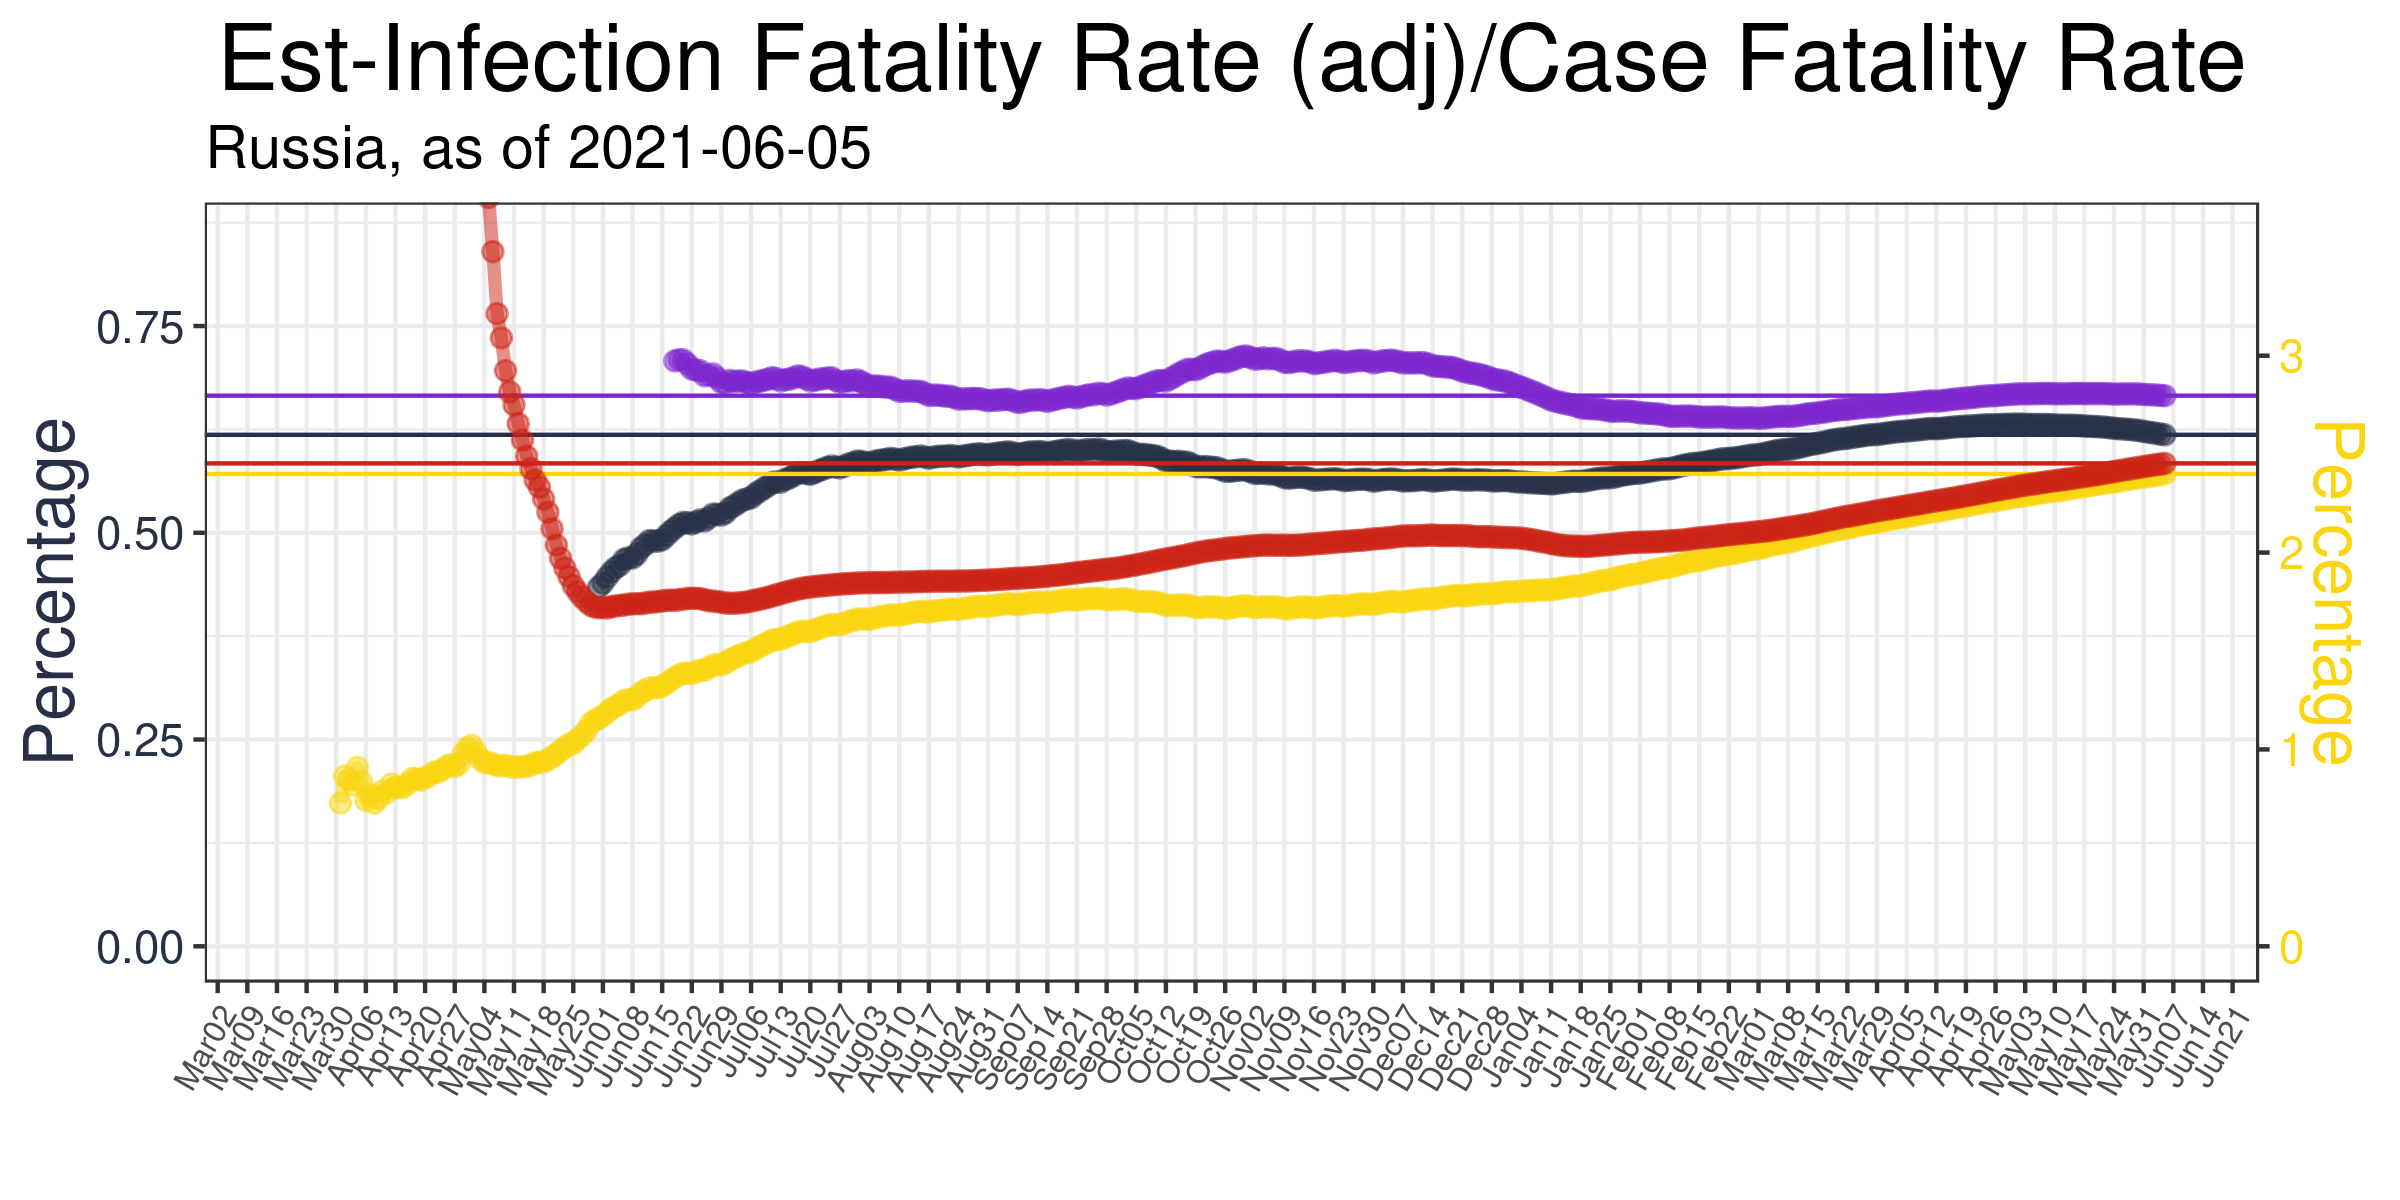 Est-Infection Fatality Rate (adj)/Case Fatality Rate
Russia, as of 2021-06-05
Percentage
0.75
0.50
0.25
0.00
3
2
1
0
Percentage
Mar02
Mar09
Mar16
Mar23
Mar30
Apr06
Apr13
Apr20
Apr27
May04
May11
May18
May25
Jun01
Jun08
Jun15
Jun22
Jun29
Jul06
Jul13
Jul20
Jul27
Aug03
Aug10
Aug17
Aug24
Aug31
Sep07
Sep14
Sep21
Sep28
Oct05
Oct12
Oct19
Oct26
Nov02
Nov09
Nov16
Nov23
Nov30
Dec07
Dec14
Dec21
Dec28
Jan04
Jan11
Jan18
Jan25
Feb01
Feb08
Feb15
Feb22
Mar01
Mar08
Mar15
Mar22
Mar29
Apr05
Apr12
Apr19
Apr26
May03
May10
May17
May24
May31
Jun07
Jun14
Jun21